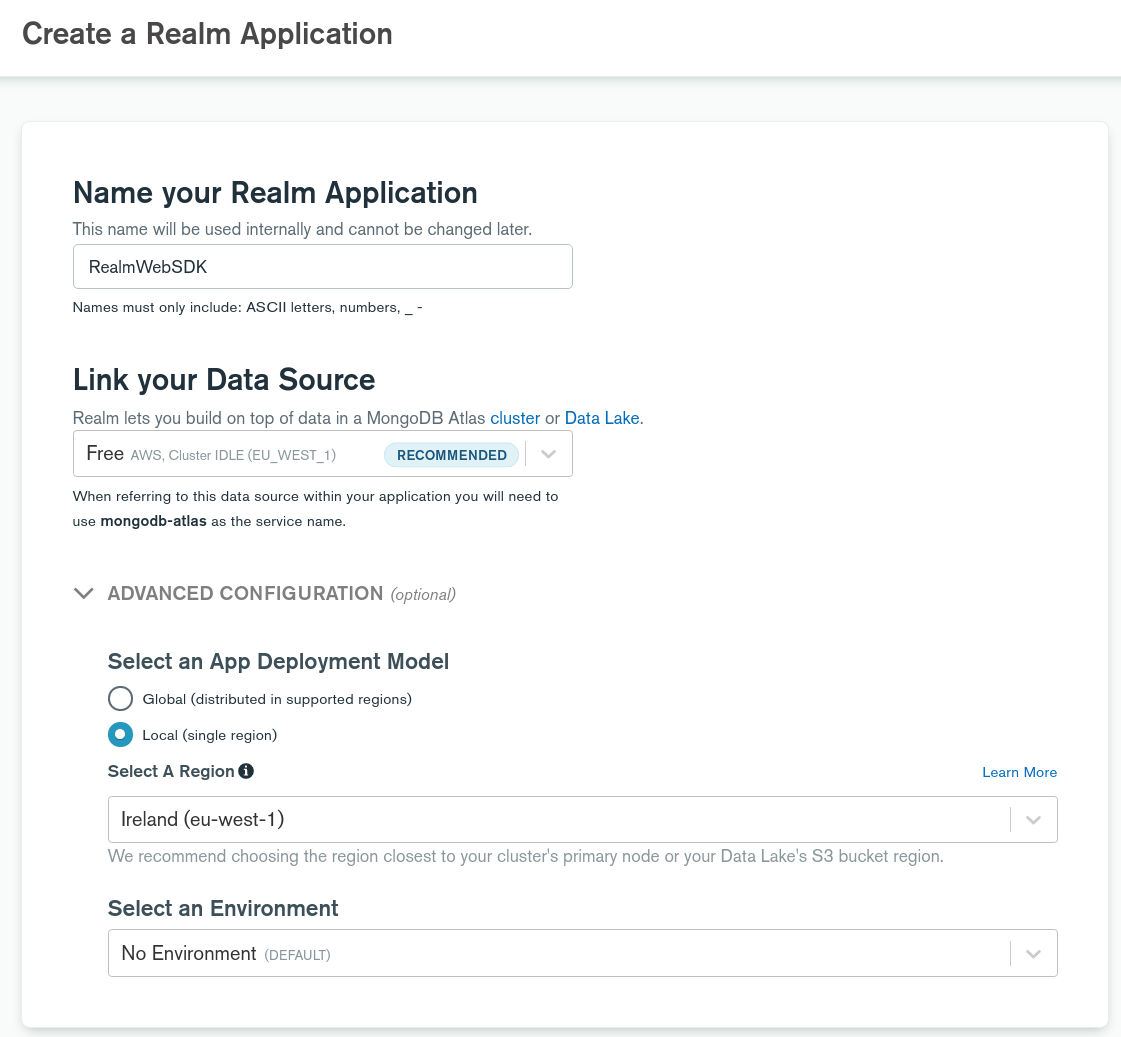 Create a Realm Application
Name your Realm Application
This name will be used internally and cannot be changed later.
RealmWebSDK
Names must only include: ASCII letters, numbers, _ -
Link your Data Source
Realm lets you build on top of data in a MongoDB Atlas cluster or Data Lake.
Free AWS, Cluster IDLE (EU_WEST_1) RECOMMENDED
When referring to this data source within your application you will need to
use mongodb-atlas as the service name.
ADVANCED CONFIGURATION (optional)
Select an App Deployment Model
Global (distributed in supported regions)
Local (single region)
Select A Region Learn More
Ireland (eu-west-1)
We recommend choosing the region closest to your cluster's primary node or your Data Lake's S3 bucket region.
Select an Environment
No Environment (DEFAULT)